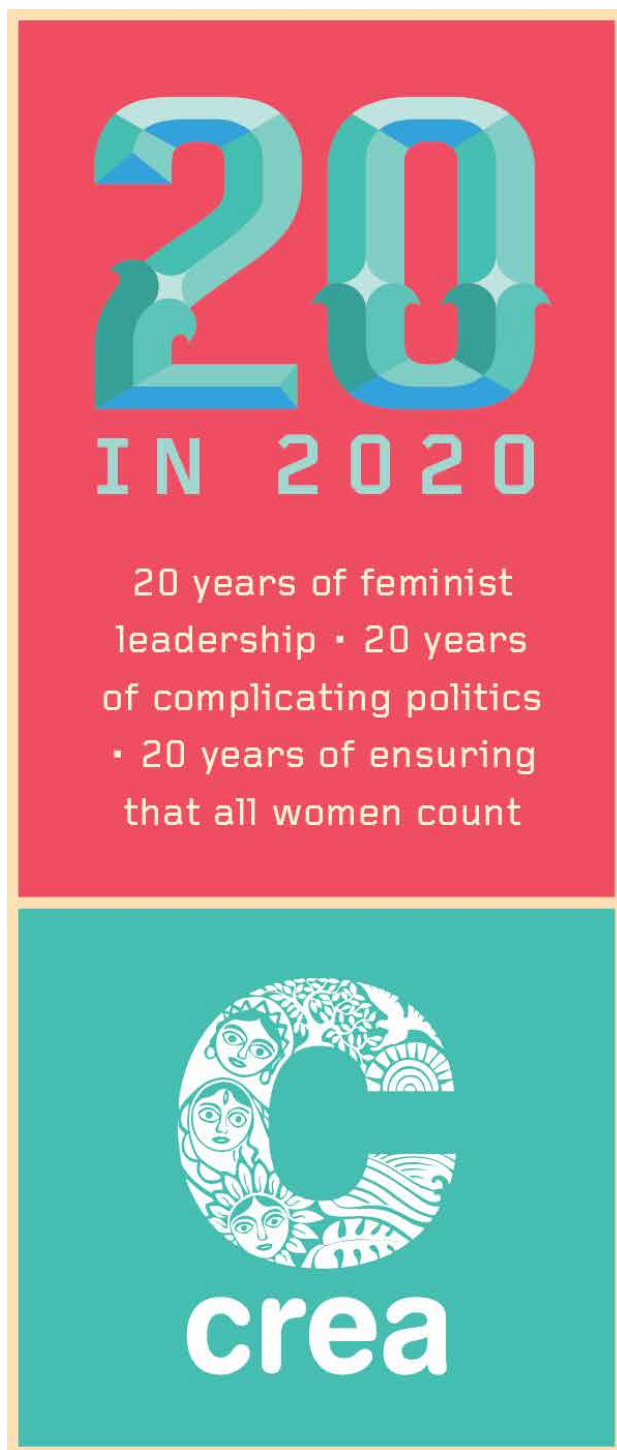 20
IN 2020
20 years of feminist
leadership · 20 years
of complicating politics
· 20 years of ensuring
that all women count
C
crea